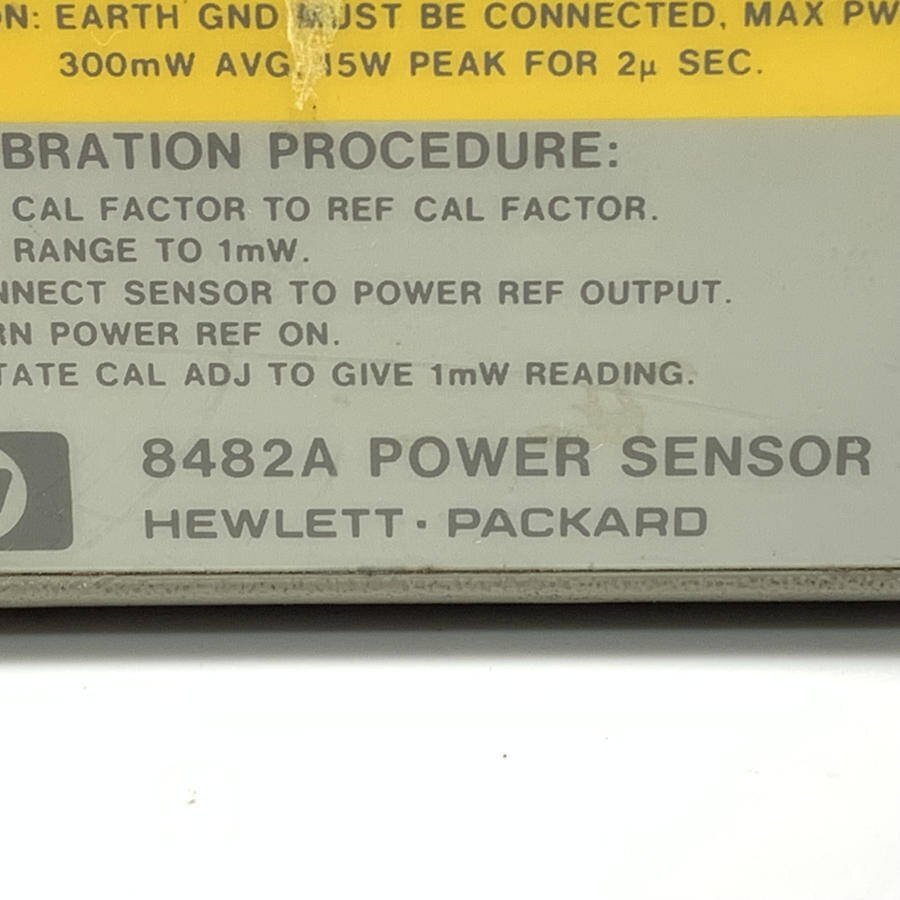 N: EARTH GND MUST BE CONNECTED, MAX PW
300mW AVG, 15W PEAK FOR 2µ SEC.
BRATION PROCEDURE:
CAL FACTOR TO REF CAL FACTOR.
RANGE TO 1mW.
NNECT SENSOR TO POWER REF OUTPUT.
RN POWER REF ON.
TATE CAL ADJ TO GIVE 1mW READING.
8482A POWER SENSOR
HEWLETT · PACKARD